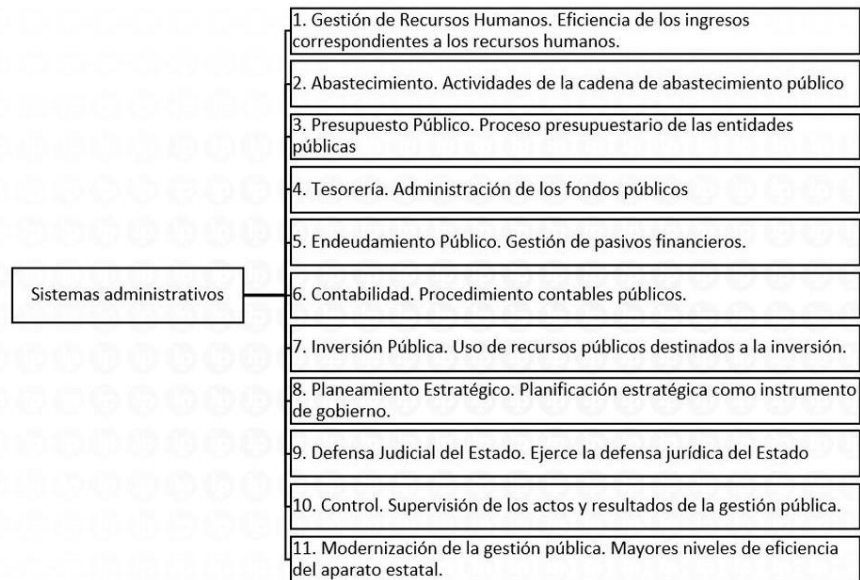 Sistemas administrativos
1. Gestión de Recursos Humanos. Eficiencia de los ingresos
correspondientes a los recursos humanos.
2. Abastecimiento. Actividades de la cadena de abastecimiento público
3. Presupuesto Público. Proceso presupuestario de las entidades
públicas
4. Tesorería. Administración de los fondos públicos
5. Endeudamiento Público. Gestión de pasivos financieros.
6. Contabilidad. Procedimiento contables públicos.
7. Inversión Pública. Uso de recursos públicos destinados a la inversión.
8. Planeamiento Estratégico. Planificación estratégica como instrumento
de gobierno.
9. Defensa Judicial del Estado. Ejerce la defensa jurídica del Estado
10. Control. Supervisión de los actos y resultados de la gestión pública.
11. Modernización de la gestión pública. Mayores niveles de eficiencia
del aparato estatal.